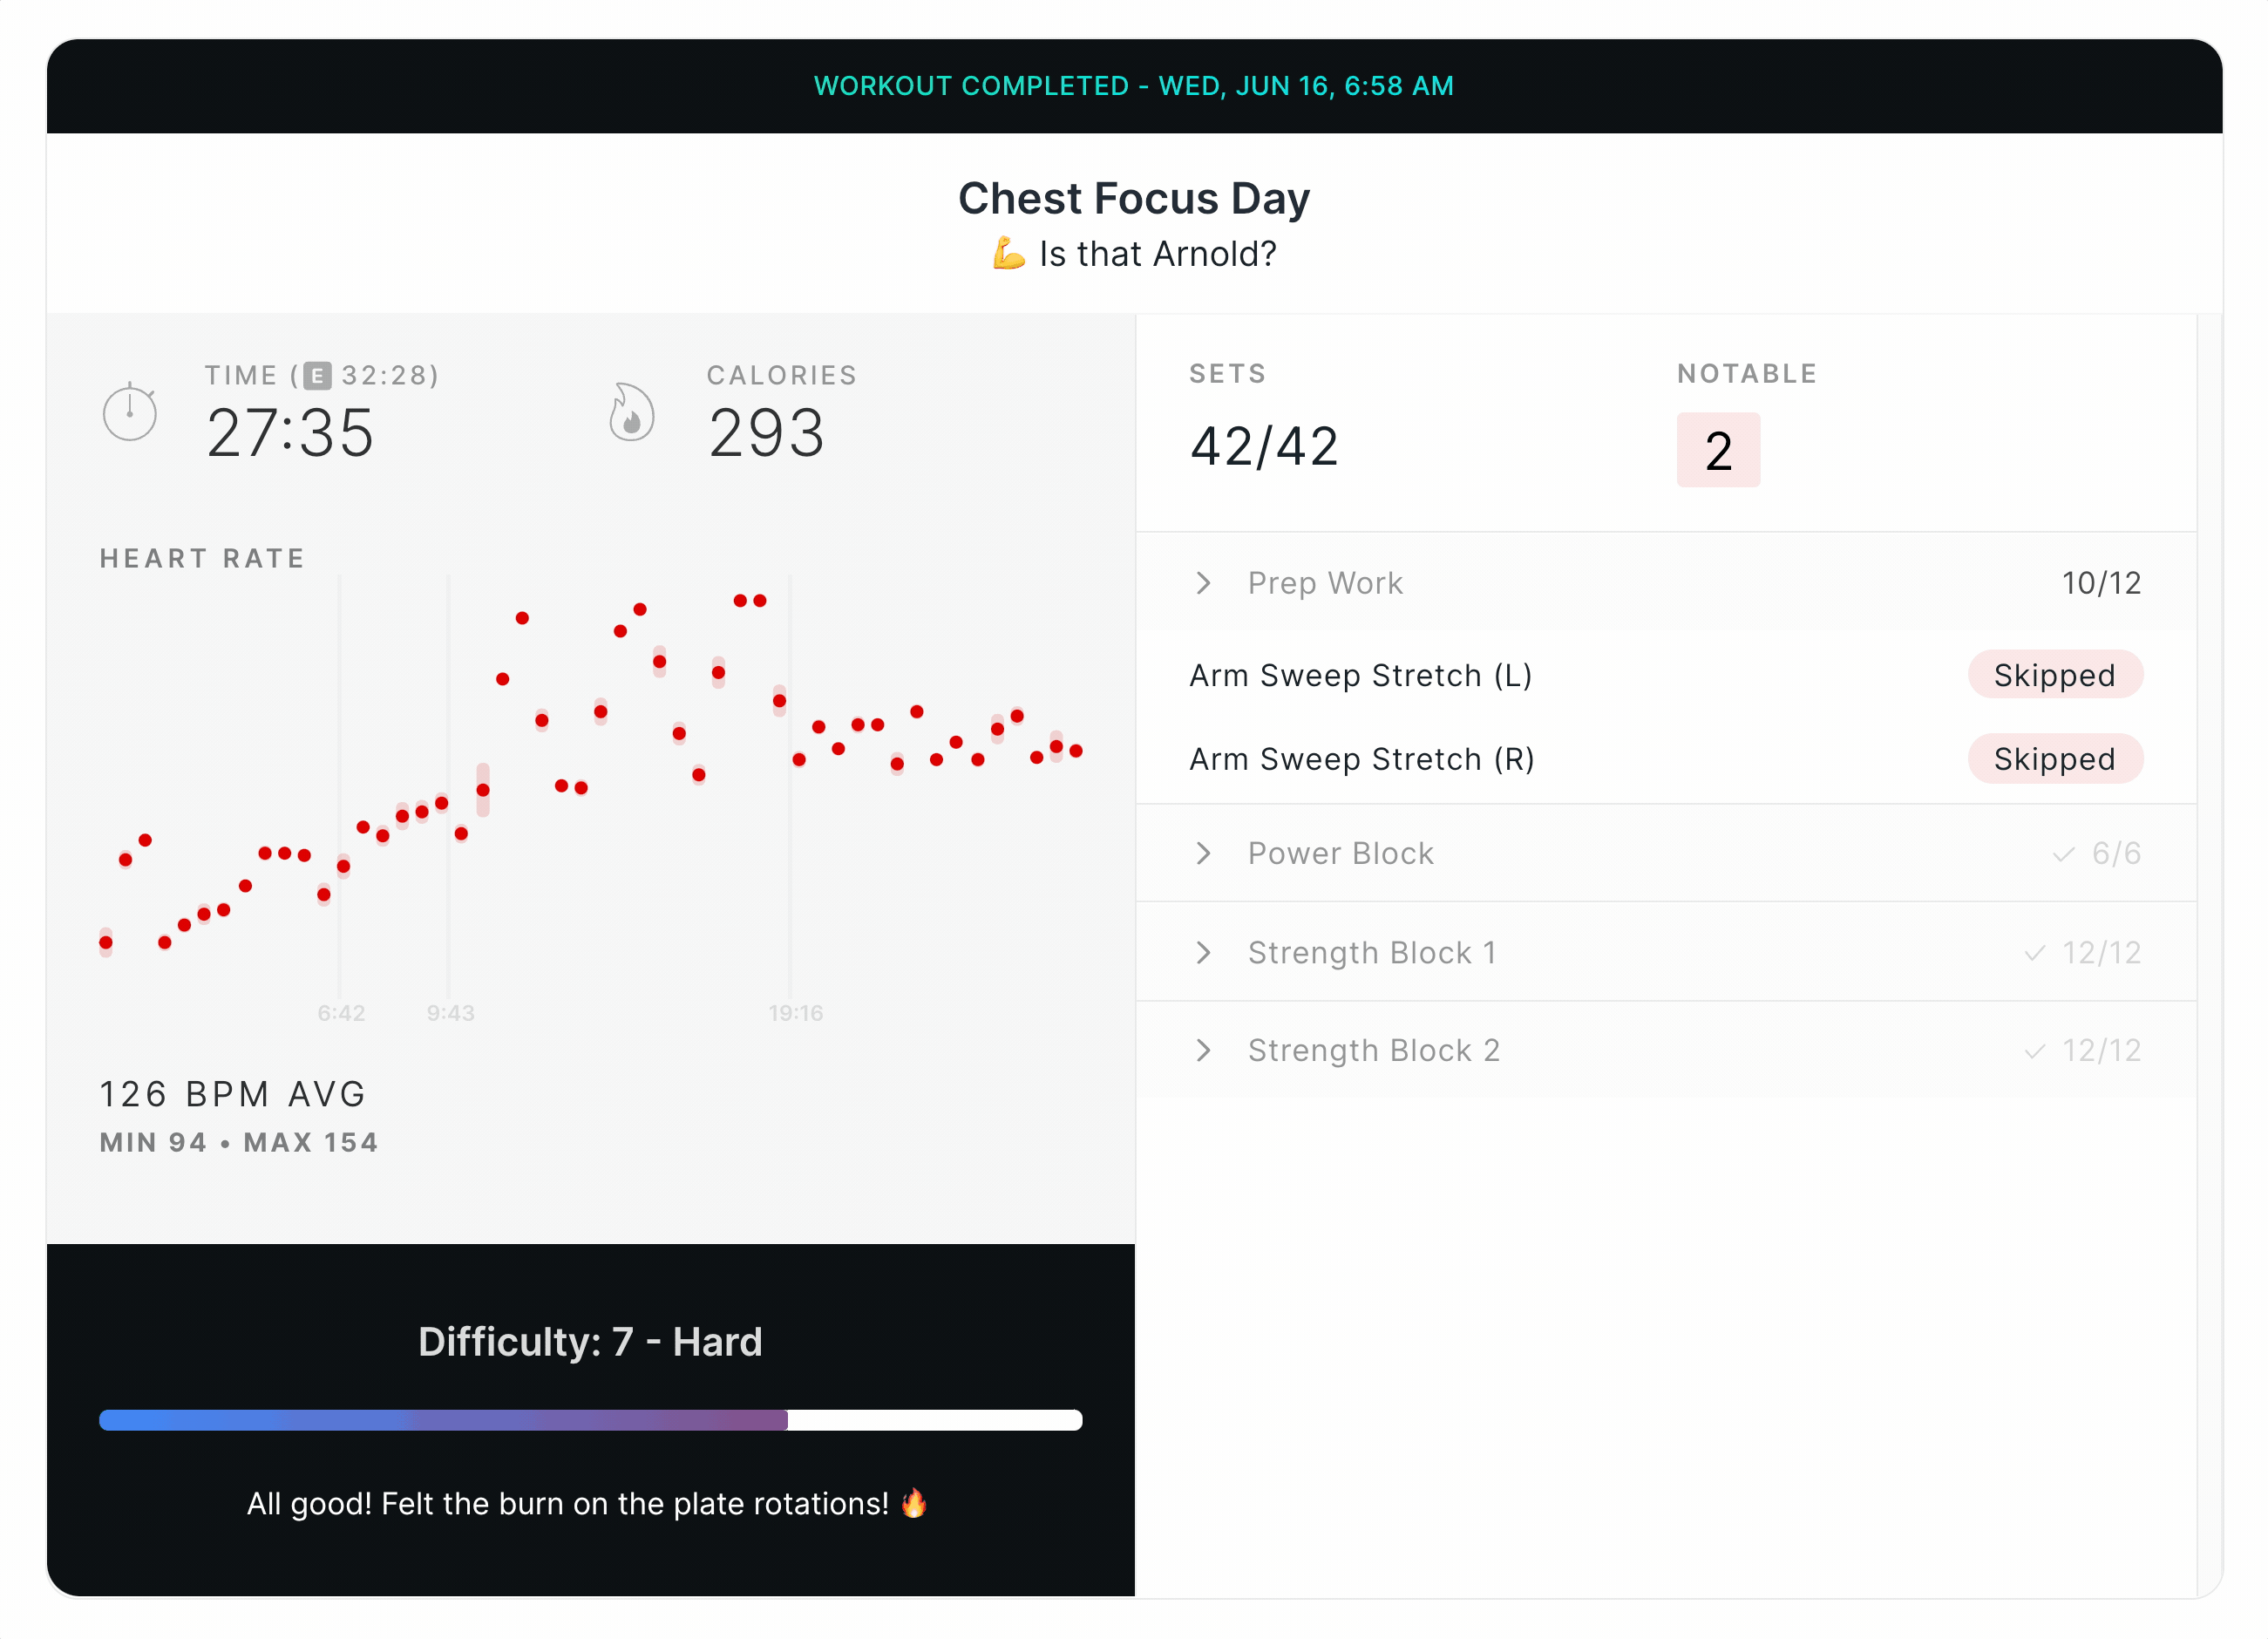 WORKOUT COMPLETED - WED, JUN 16, 6:58 AM
Chest Focus Day
💪 Is that Arnold?
TIME (E 32:28)
27:35
CALORIES
293
HEART RATE
6:42
9:43
19:16
126 BPM AVG
MIN 94 • MAX 154
Difficulty: 7 - Hard
All good! Felt the burn on the plate rotations! 🔥
SETS
42/42
NOTABLE
2
Prep Work 10/12
Arm Sweep Stretch (L) Skipped
Arm Sweep Stretch (R) Skipped
Power Block 6/6
Strength Block 1 12/12
Strength Block 2 12/12